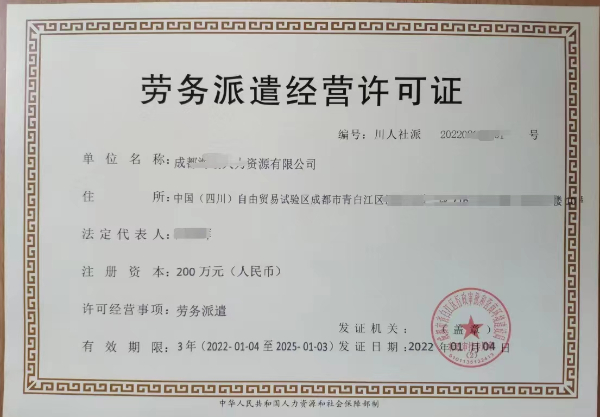 劳务派遣经营许可证
编号：川人社派 202200 号
单位名称：成都 人力资源有限公司
住 所：中国（四川）自由贸易试验区成都市青白江区
法定代表人：
注册资本：200万元（人民币）
许可经营事项：劳务派遣
发证机关：（盖章）
有效期限：3年（2022-01-04至2025-01-03）发证日期：2022年01月04日
中华人民共和国人力资源和社会保障部制